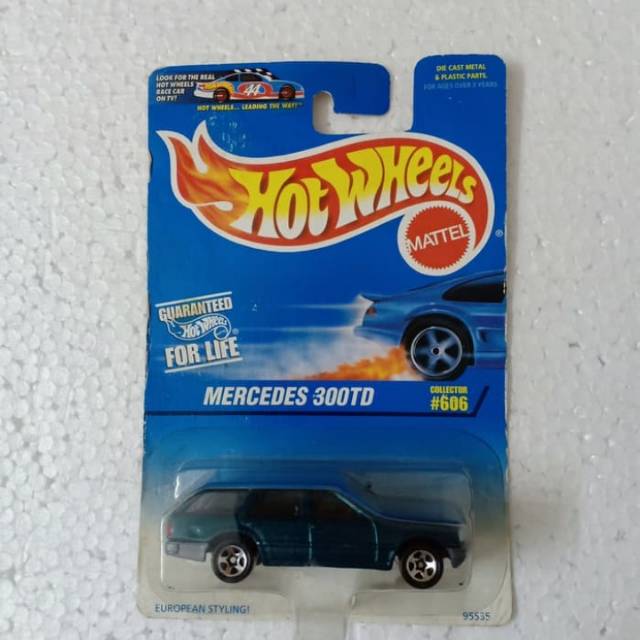 LOOK FOR THE REAL
HOT WHEELS
RACE CAR
ON TV!
44
HOT WHEELS... LEADING THE WAY!™
DIE CAST METAL
& PLASTIC PARTS.
FOR AGES OVER 3 YEARS
HOT WHEELS
®
MATTEL
GUARANTEED
HOT WHEELS
FOR LIFE
MERCEDES 300TD
COLLECTOR
#606
EUROPEAN STYLING!
95535